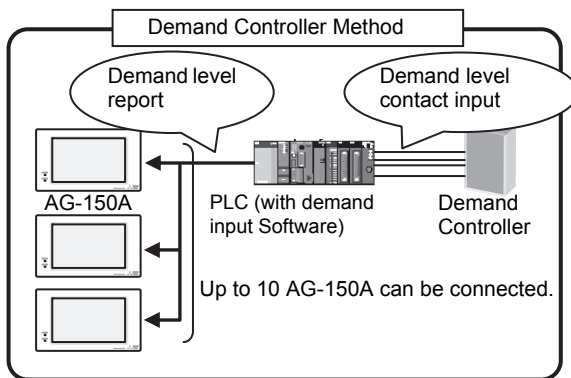 Demand Controller Method
Demand level
report
Demand level
contact input
AG-150A
PLC (with demand
input Software)
Demand
Controller
Up to 10 AG-150A can be connected.